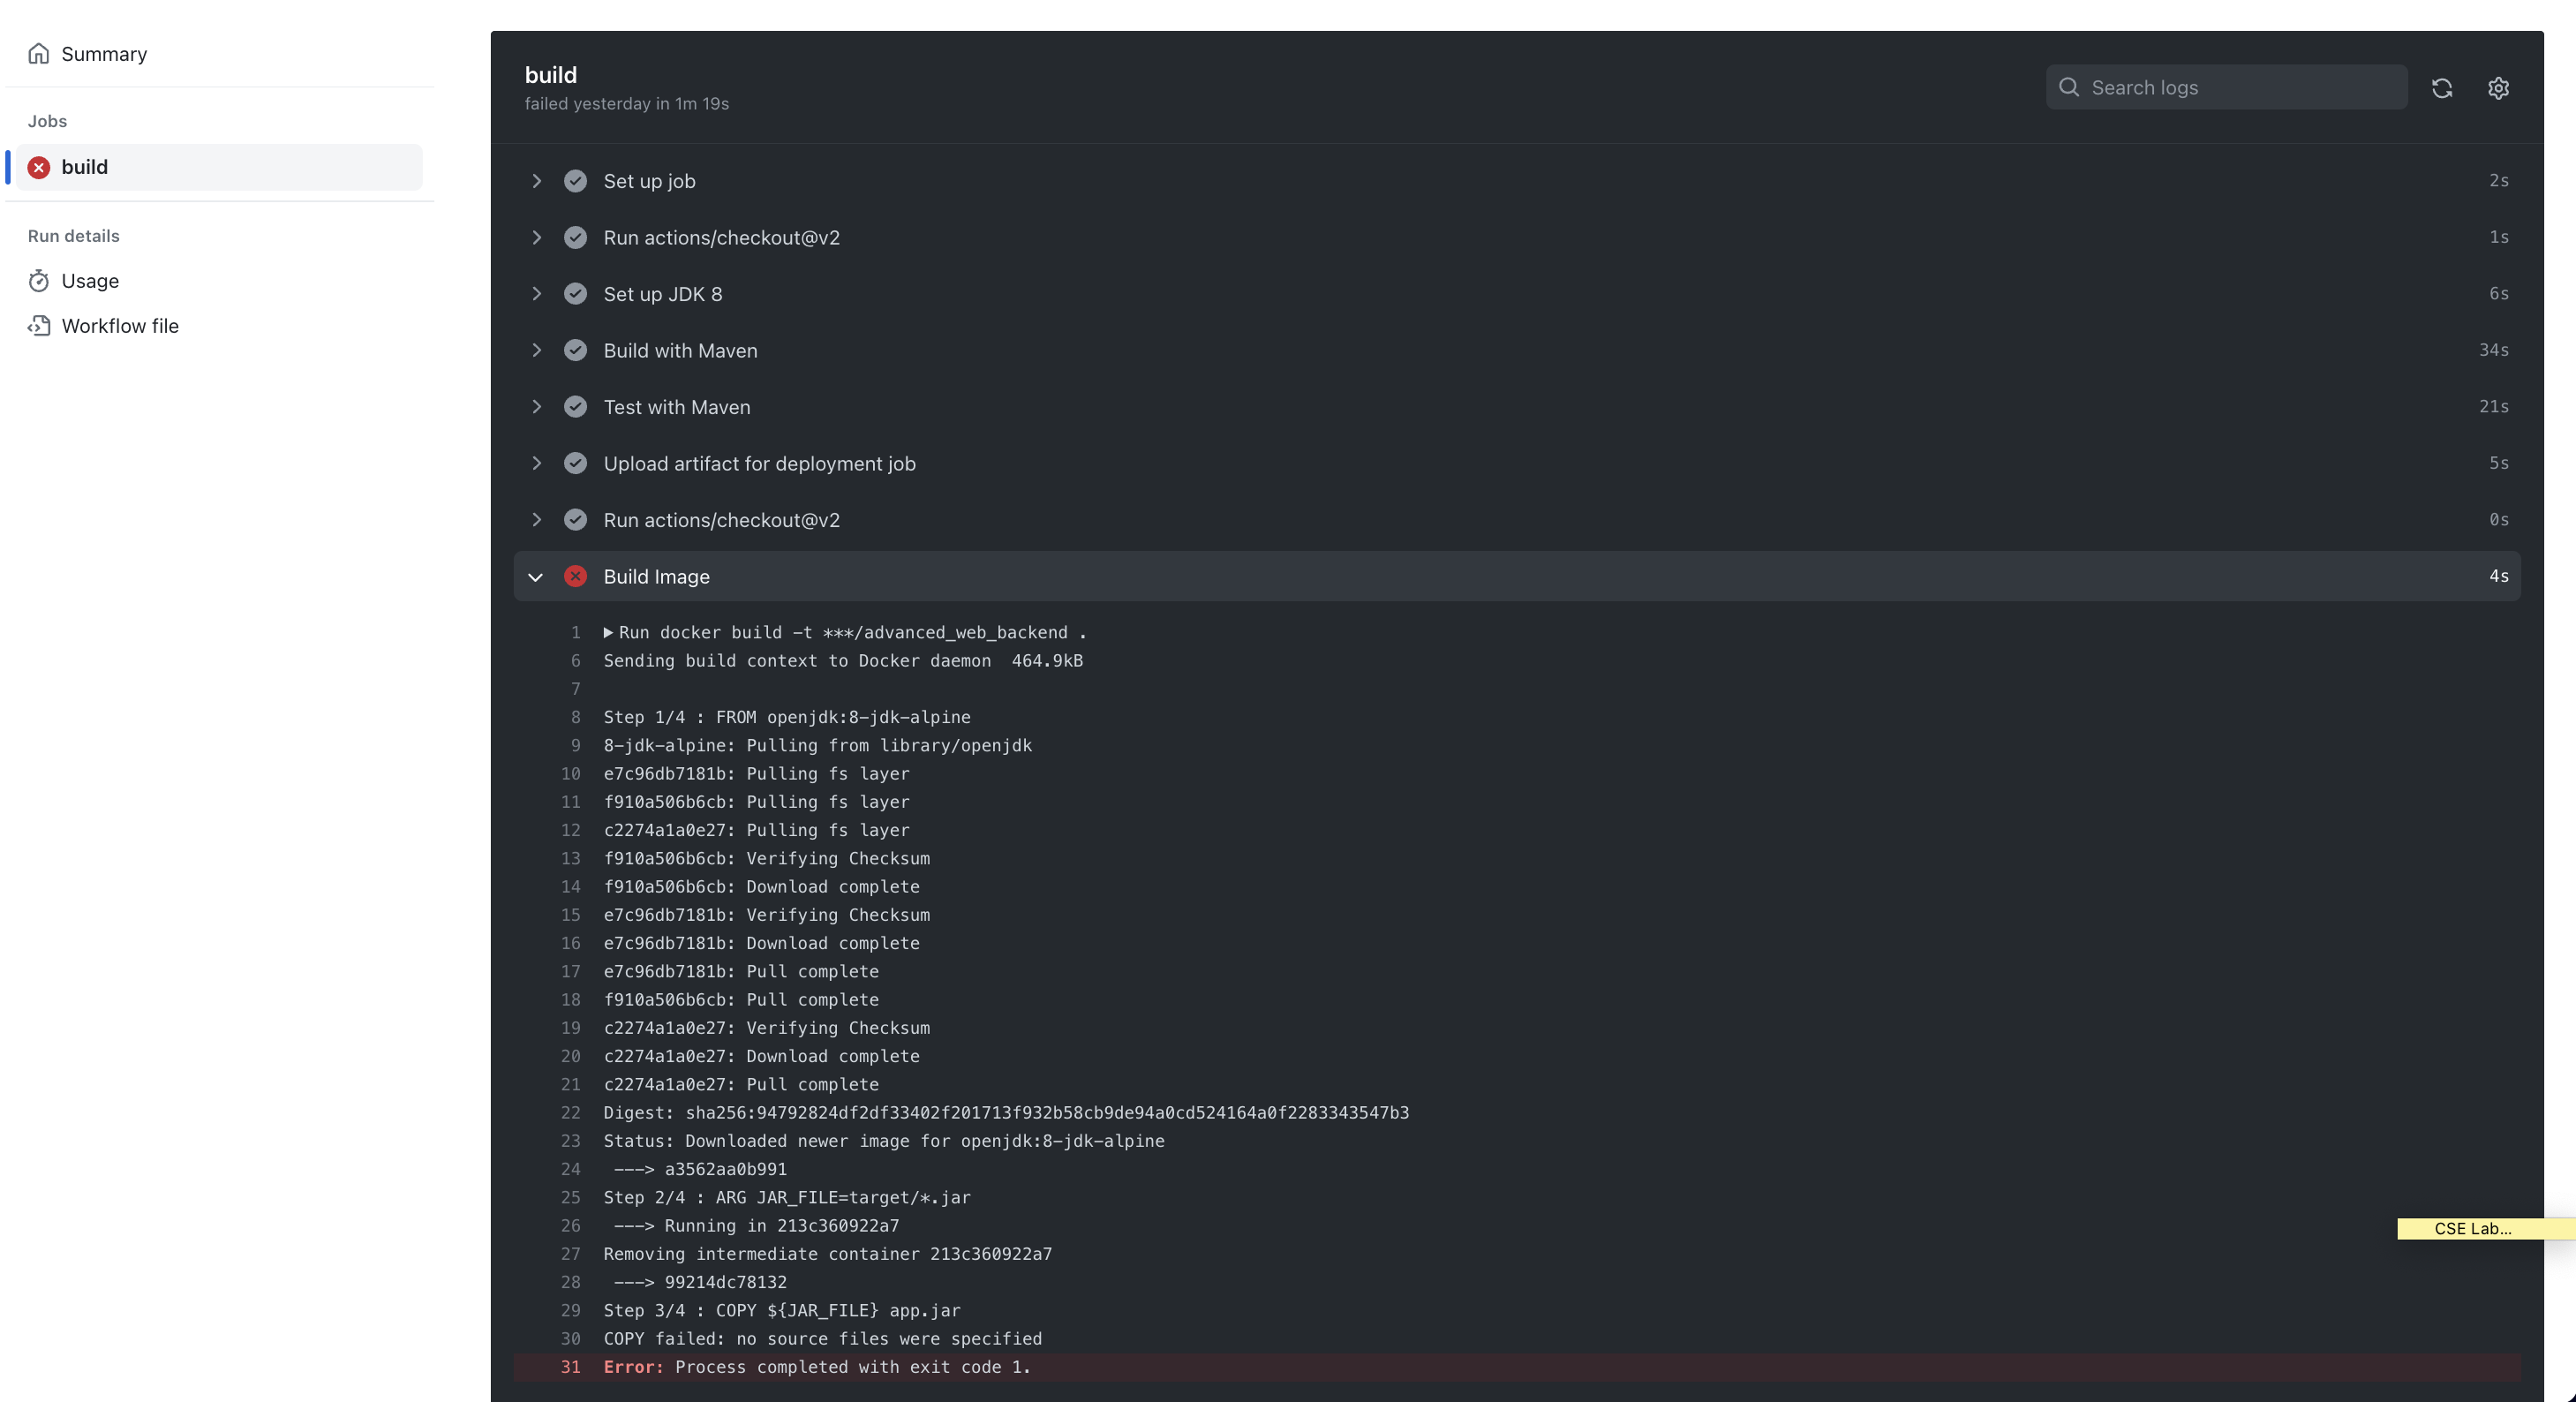 Summary
Jobs
build
Run details
Usage
Workflow file
build
failed yesterday in 1m 19s
Search logs
Set up job 2s
Run actions/checkout@v2 1s
Set up JDK 8 6s
Build with Maven 34s
Test with Maven 21s
Upload artifact for deployment job 5s
Run actions/checkout@v2 0s
Build Image 4s
1 Run docker build -t ***/advanced_web_backend .
6 Sending build context to Docker daemon  464.9kB
7
8 Step 1/4 : FROM openjdk:8-jdk-alpine
9 8-jdk-alpine: Pulling from library/openjdk
10 e7c96db7181b: Pulling fs layer
11 f910a506b6cb: Pulling fs layer
12 c2274a1a0e27: Pulling fs layer
13 f910a506b6cb: Verifying Checksum
14 f910a506b6cb: Download complete
15 e7c96db7181b: Verifying Checksum
16 e7c96db7181b: Download complete
17 e7c96db7181b: Pull complete
18 f910a506b6cb: Pull complete
19 c2274a1a0e27: Verifying Checksum
20 c2274a1a0e27: Download complete
21 c2274a1a0e27: Pull complete
22 Digest: sha256:94792824df2df33402f201713f932b58cb9de94a0cd524164a0f2283343547b3
23 Status: Downloaded newer image for openjdk:8-jdk-alpine
24 ---> a3562aa0b991
25 Step 2/4 : ARG JAR_FILE=target/*.jar
26 ---> Running in 213c360922a7
27 Removing intermediate container 213c360922a7
28 ---> 99214dc78132
29 Step 3/4 : COPY ${JAR_FILE} app.jar
30 COPY failed: no source files were specified
31 Error: Process completed with exit code 1.
CSE Lab...